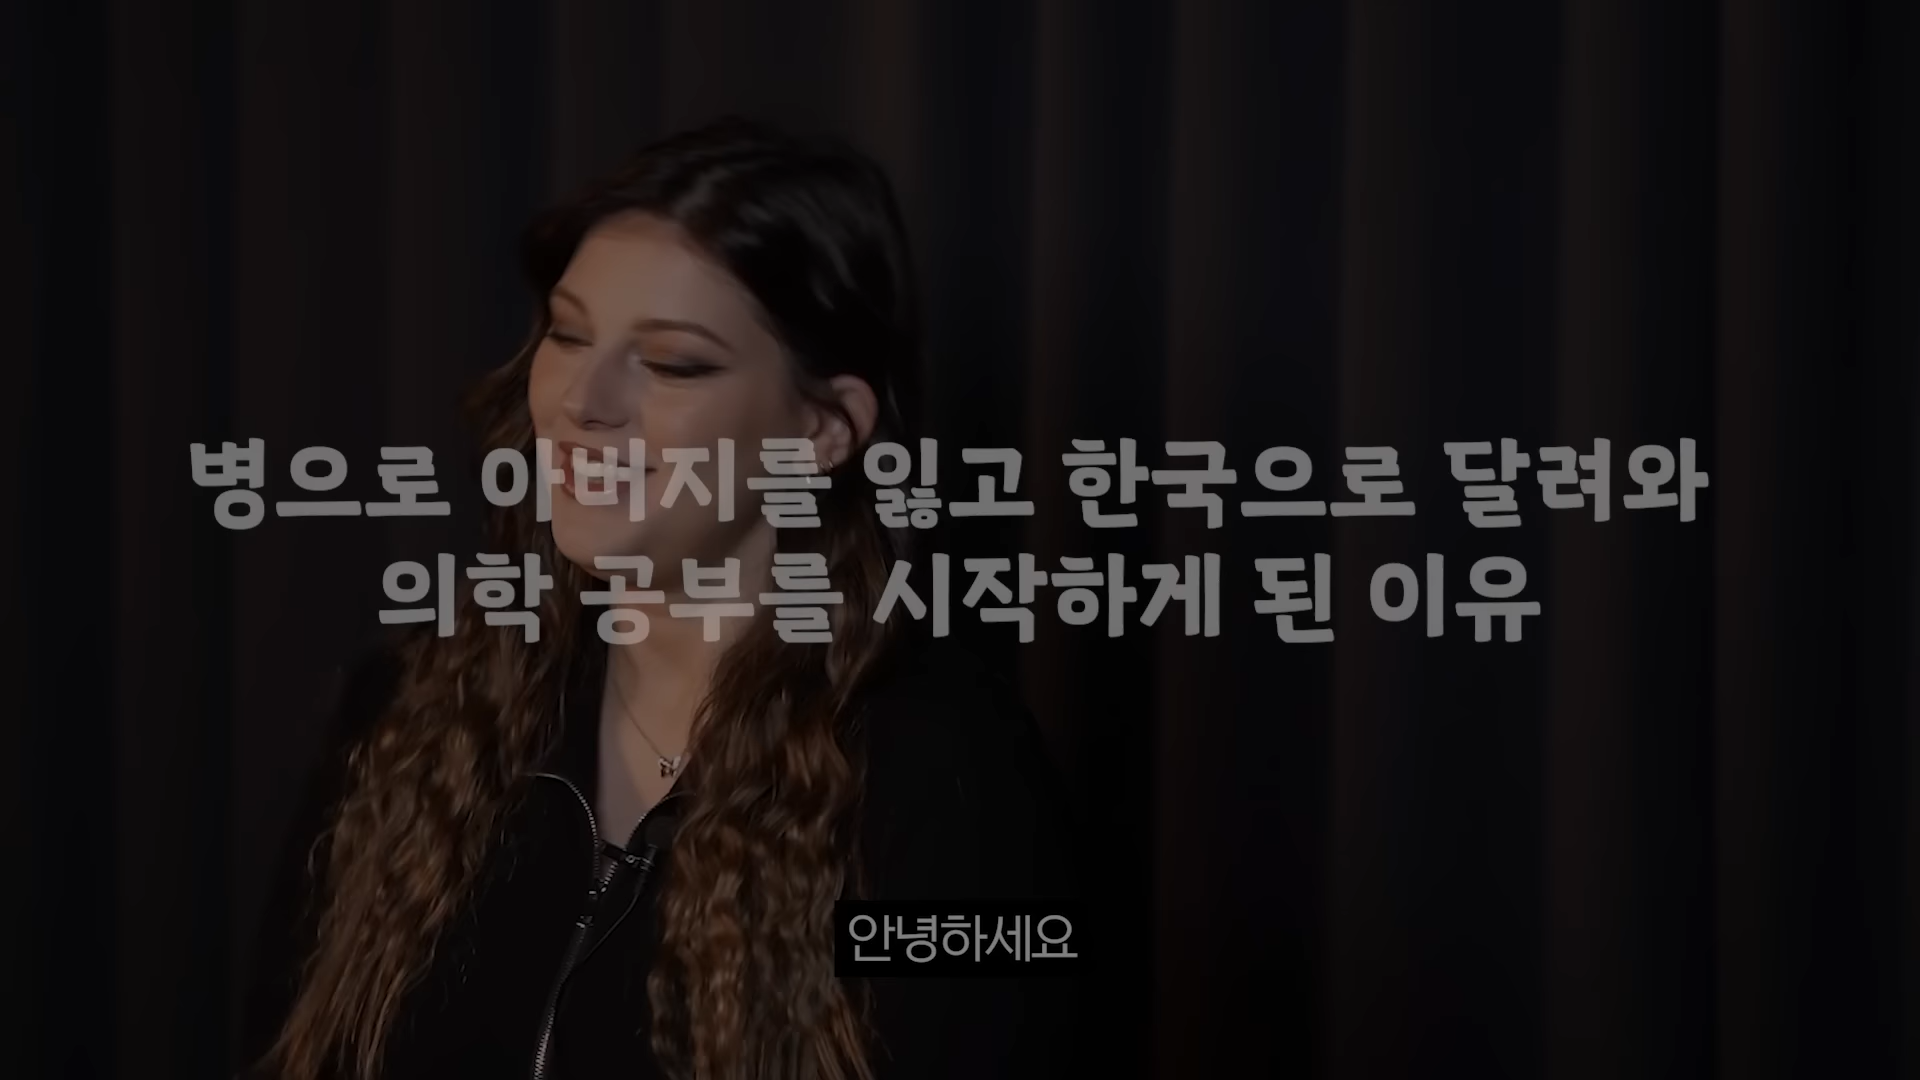 병으로 아버지를 잃고 한국으로 달려와
의학 공부를 시작하게 된 이유
안녕하세요